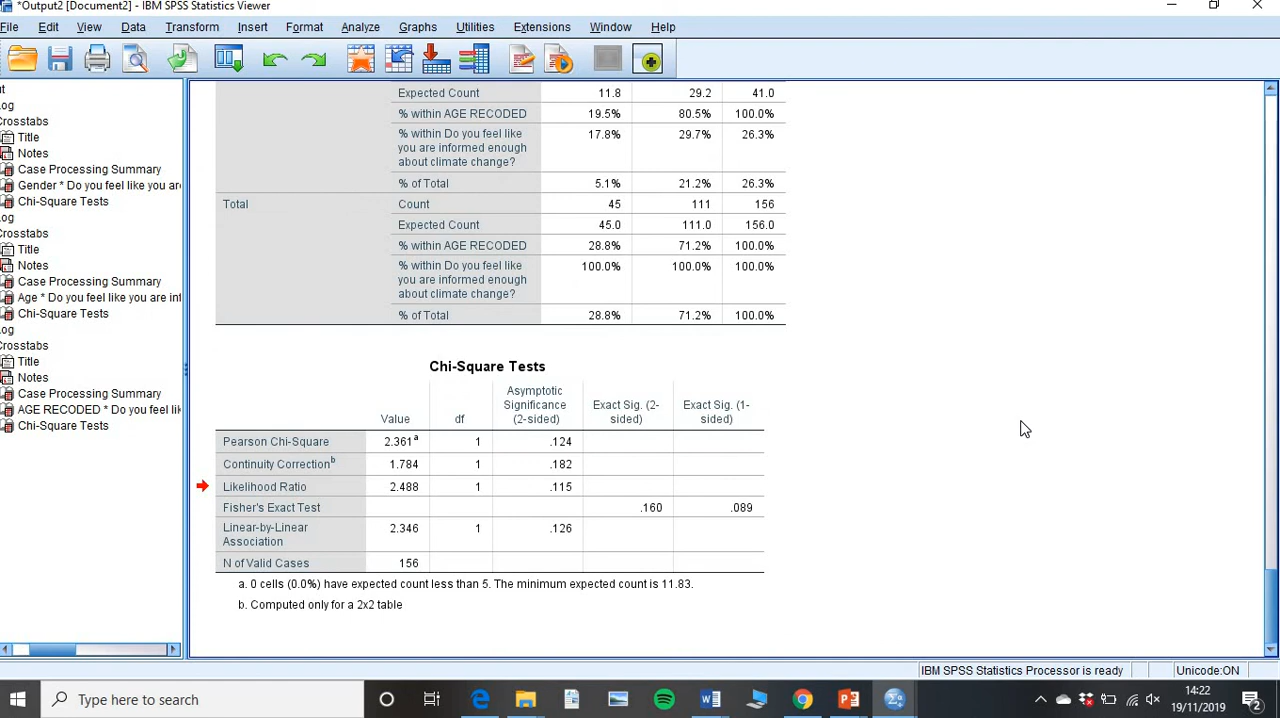 *Output2 [Document2] - IBM SPSS Statistics Viewer
File Edit View Data Transform Insert Format Analyze Graphs Utilities Extensions Window Help
ut
og
Crosstabs
Title
Notes
Case Processing Summary
Gender * Do you feel like you are
Chi-Square Tests
og
Crosstabs
Title
Notes
Case Processing Summary
Age * Do you feel like you are inf
Chi-Square Tests
og
Crosstabs
Title
Notes
Case Processing Summary
AGE RECODED * Do you feel lik
Chi-Square Tests
Expected Count 11.8 29.2 41.0
% within AGE RECODED 19.5% 80.5% 100.0%
% within Do you feel like 17.8% 29.7% 26.3%
you are informed enough
about climate change?
% of Total 5.1% 21.2% 26.3%
Total Count 45 111 156
Expected Count 45.0 111.0 156.0
% within AGE RECODED 28.8% 71.2% 100.0%
% within Do you feel like 100.0% 100.0% 100.0%
you are informed enough
about climate change?
% of Total 28.8% 71.2% 100.0%
Chi-Square Tests
Value df Asymptotic Significance (2-sided) Exact Sig. (2-sided) Exact Sig. (1-sided)
Pearson Chi-Square 2.361a 1 .124
Continuity Correctionb 1.784 1 .182
Likelihood Ratio 2.488 1 .115
Fisher's Exact Test .160 .089
Linear-by-Linear 2.346 1 .126
Association
N of Valid Cases 156
a. 0 cells (0.0%) have expected count less than 5. The minimum expected count is 11.83.
b. Computed only for a 2x2 table
IBM SPSS Statistics Processor is ready Unicode:ON
Type here to search
14:22
19/11/2019
2